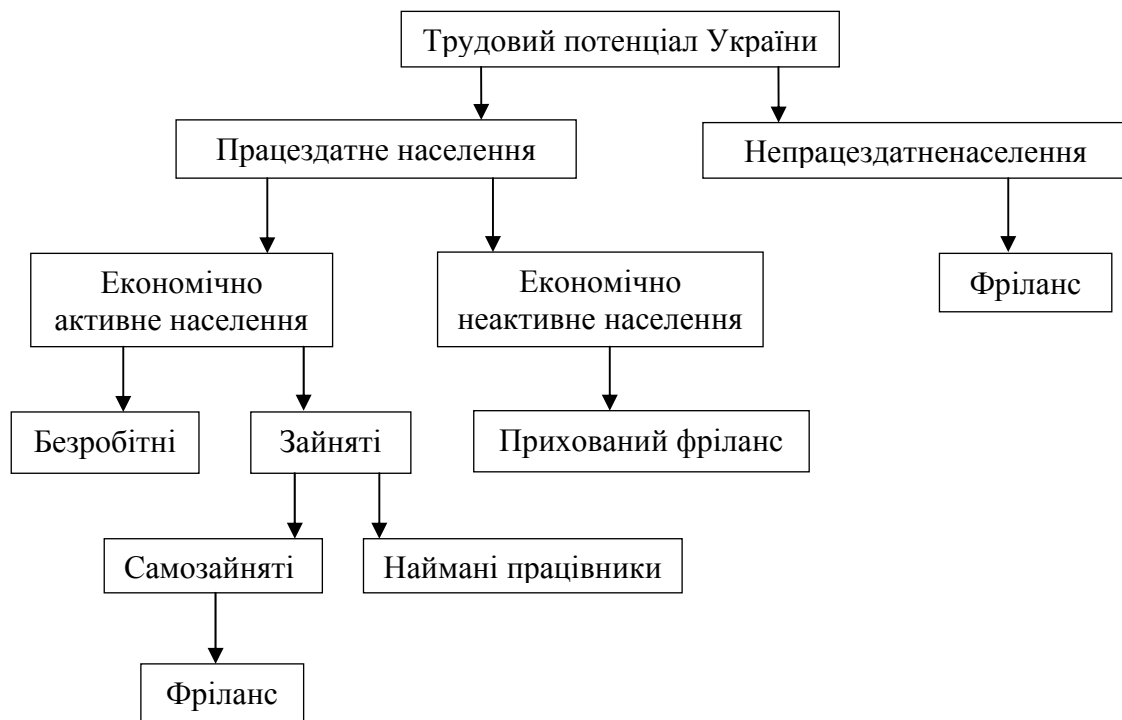 Трудовий потенціал України
Працездатне населення
Непрацездатненаселення
Економічно
активне населення
Економічно
неактивне населення
Фріланс
Безробітні
Зайняті
Прихований фріланс
Самозайняті
Наймані працівники
Фріланс